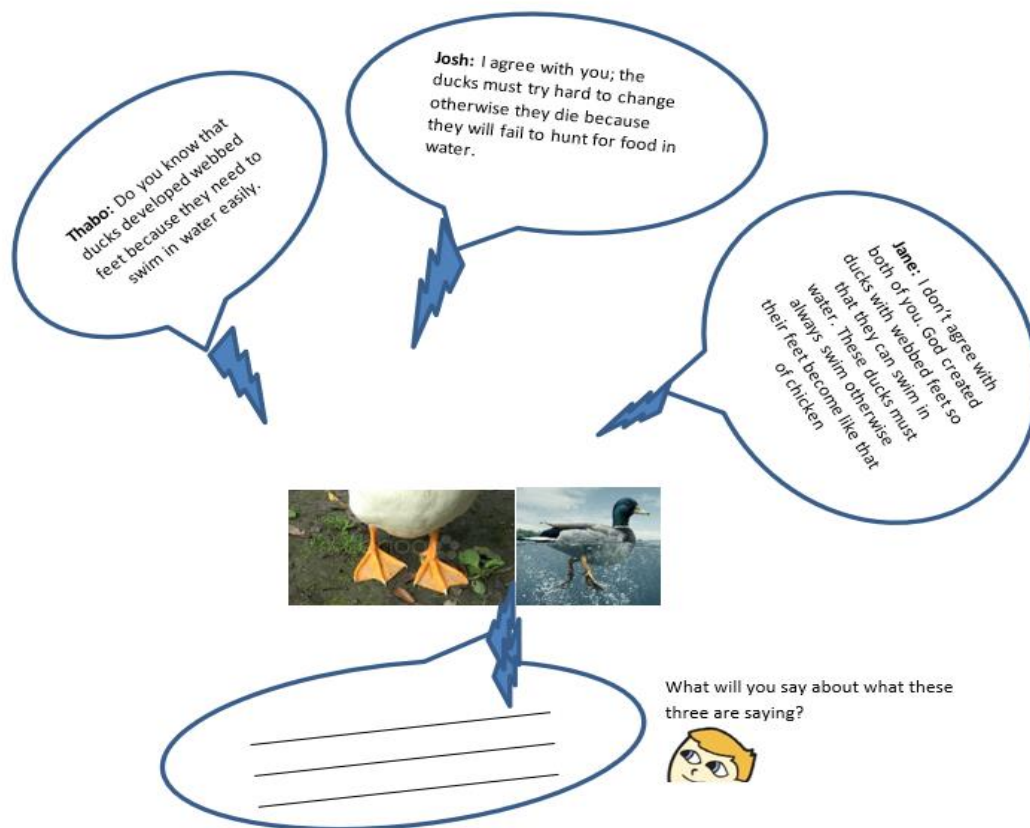 Thabo: Do you know that
ducks developed webbed
feet because they need to
swim in water easily.
Josh: I agree with you; the
ducks must try hard to change
otherwise they die because
they will fail to hunt for food in
water.
Jane: I don't agree with
both of you. God created
ducks with webbed feet so
that they can swim in
water. These ducks must
always swim otherwise
their feet become like that
of chicken
What will you say about what these
three are saying?